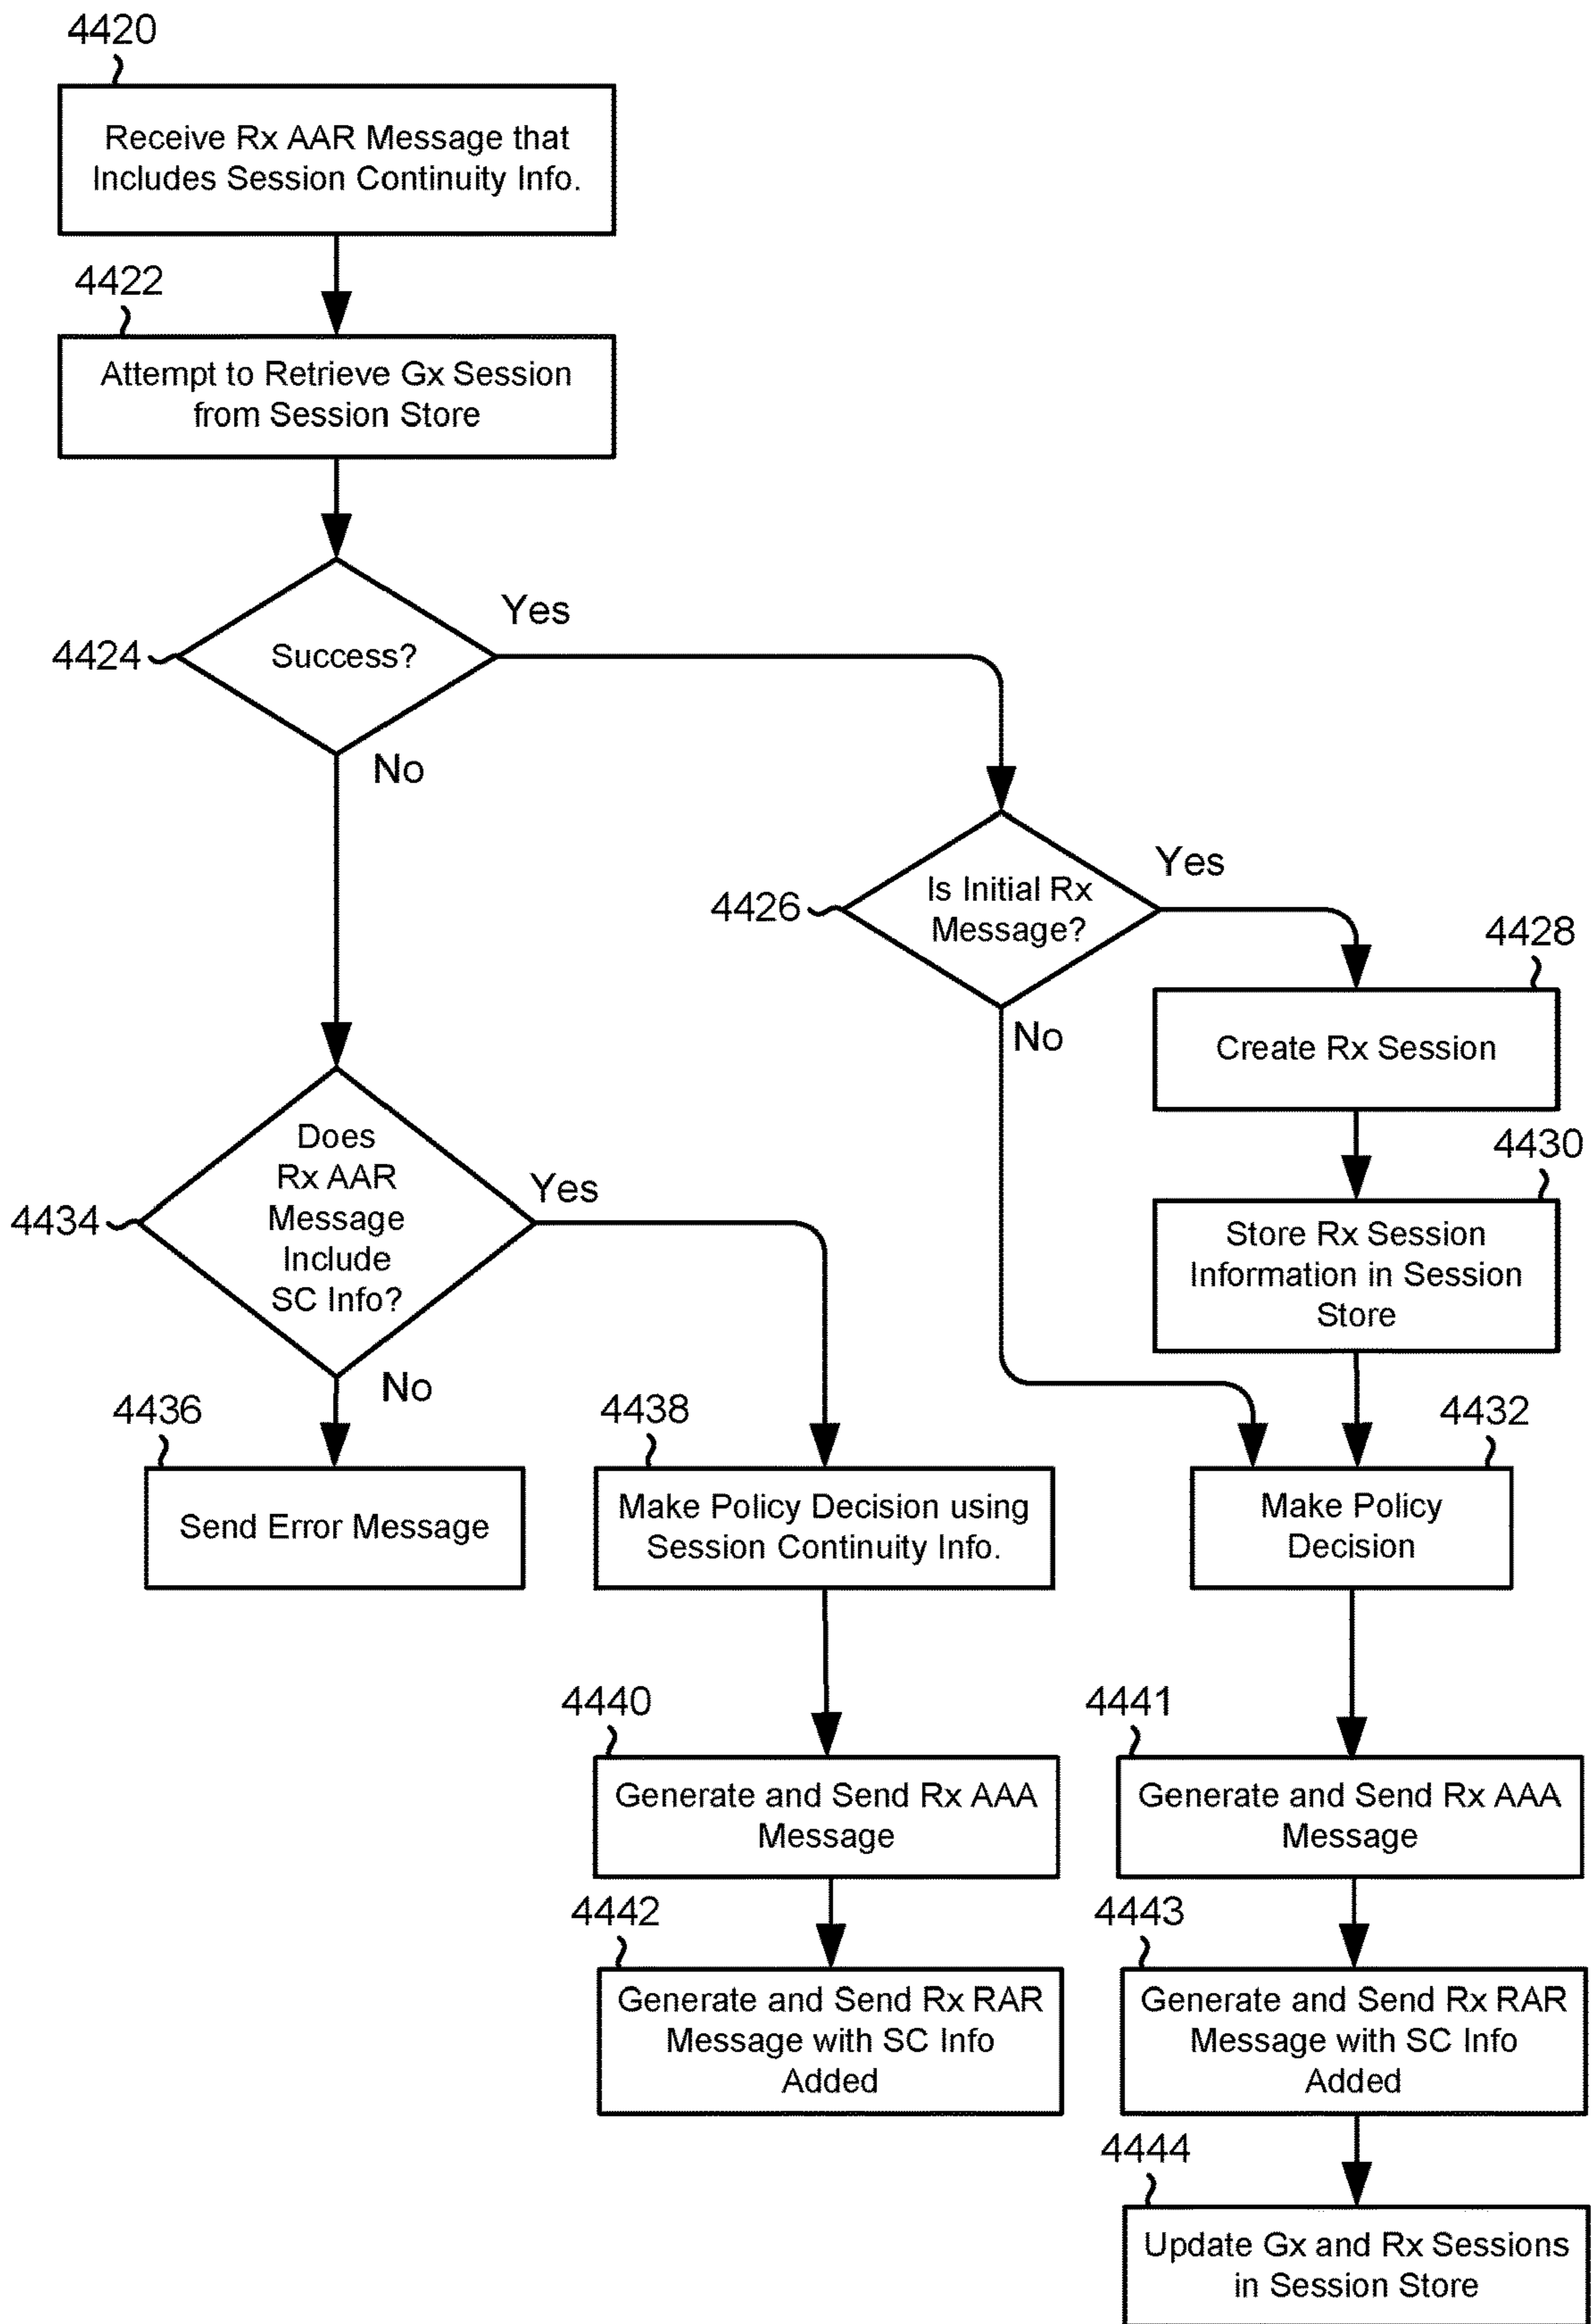 4420
Receive Rx AAR Message that
Includes Session Continuity Info.
4422
Attempt to Retrieve Gx Session
from Session Store
4424
Success?
Yes
No
4426
Is Initial Rx
Message?
Yes
No
4428
Create Rx Session
4430
Store Rx Session
Information in Session
Store
4434
Does
Rx AAR
Message
Include
SC Info?
Yes
No
4436
Send Error Message
4438
Make Policy Decision using
Session Continuity Info.
4432
Make Policy
Decision
4440
Generate and Send Rx AAA
Message
4441
Generate and Send Rx AAA
Message
4442
Generate and Send Rx RAR
Message with SC Info
Added
4443
Generate and Send Rx RAR
Message with SC Info
Added
4444
Update Gx and Rx Sessions
in Session Store